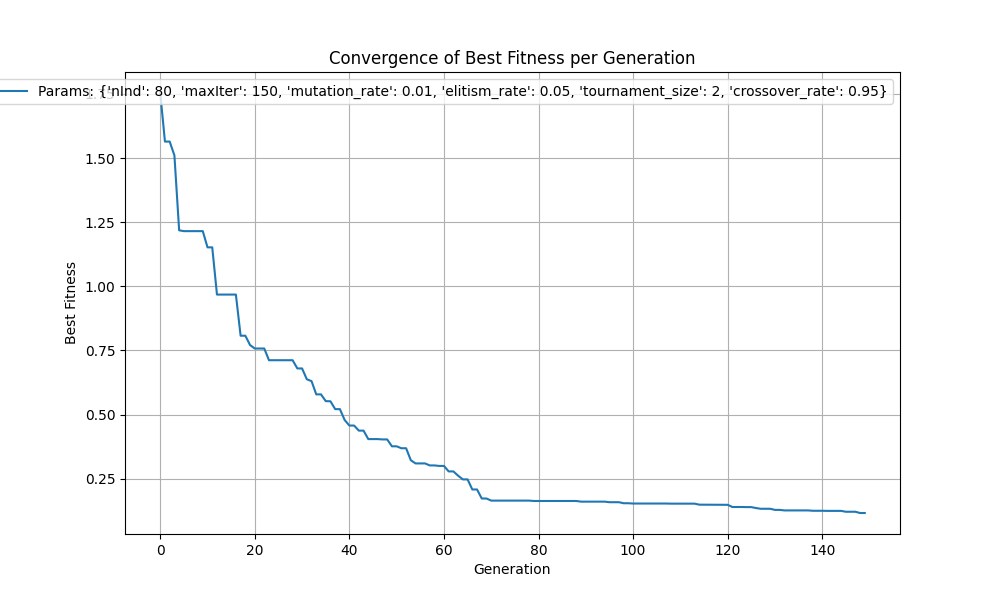 Convergence of Best Fitness per Generation
Params: {'nInd': 80, 'maxIter': 150, 'mutation_rate': 0.01, 'elitism_rate': 0.05, 'tournament_size': 2, 'crossover_rate': 0.95}
1.75
1.50
1.25
1.00
0.75
0.50
0.25
Best Fitness
0 20 40 60 80 100 120 140
Generation